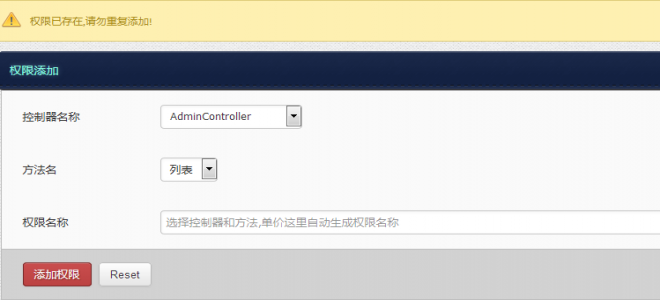 权限已存在,请勿重复添加!
权限添加
控制器名称 AdminController
方法名 列表
权限名称 选择控制器和方法,单价这里自动生成权限名称
添加权限 Reset